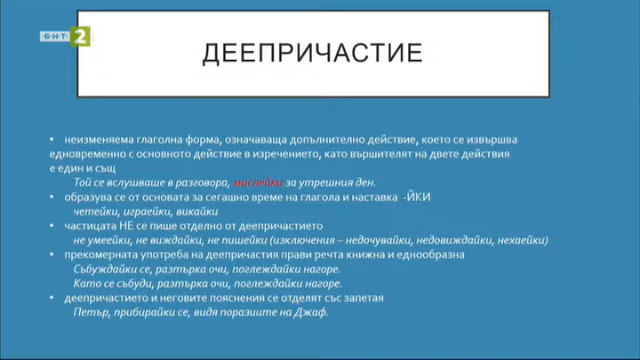 БНТ 2
ДЕЕПРИЧАСТИЕ
• неизменяема глаголна форма, означаваща допълнително действие, което се извършва
едновременно с основното действие в изречението, като вършителят на двете действия
е един и същ
Той се вслушваше в разговора, мислейки за утрешния ден.
• образува се от основата за сегашно време на глагола и наставка -ЙКИ
четейки, играейки, викайки
• частицата НЕ се пише отделно от деепричастието
не умеейки, не виждайки, не пишейки (изключения – недочувайки, недовиждайки, нехаейки)
• прекомерната употреба на деепричастия прави речта книжна и еднообразна
Събуждайки се, разтърка очи, поглеждайки нагоре.
Като се събуди, разтърка очи, поглеждайки нагоре.
• деепричастието и неговите пояснения се отделят със запетая
Петър, прибирайки се, видя поразиите на Джаф.